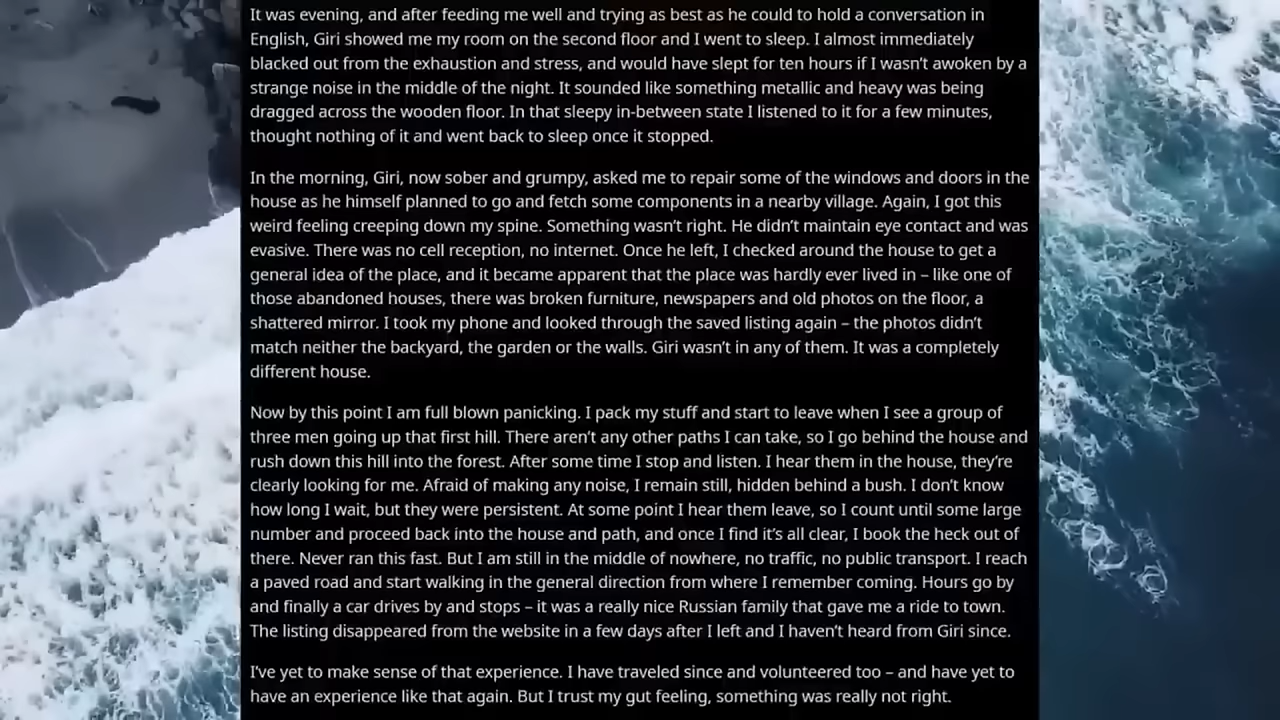 It was evening, and after feeding me well and trying as best as he could to hold a conversation in
English, Giri showed me my room on the second floor and I went to sleep. I almost immediately
blacked out from the exhaustion and stress, and would have slept for ten hours if I wasn’t awoken by a
strange noise in the middle of the night. It sounded like something metallic and heavy was being
dragged across the wooden floor. In that sleepy in-between state I listened to it for a few minutes,
thought nothing of it and went back to sleep once it stopped.
In the morning, Giri, now sober and grumpy, asked me to repair some of the windows and doors in the
house as he himself planned to go and fetch some components in a nearby village. Again, I got this
weird feeling creeping down my spine. Something wasn’t right. He didn’t maintain eye contact and was
evasive. There was no cell reception, no internet. Once he left, I checked around the house to get a
general idea of the place, and it became apparent that the place was hardly ever lived in – like one of
those abandoned houses, there was broken furniture, newspapers and old photos on the floor, a
shattered mirror. I took my phone and looked through the saved listing again – the photos didn’t
match neither the backyard, the garden or the walls. Giri wasn’t in any of them. It was a completely
different house.
Now by this point I am full blown panicking. I pack my stuff and start to leave when I see a group of
three men going up that first hill. There aren’t any other paths I can take, so I go behind the house and
rush down this hill into the forest. After some time I stop and listen. I hear them in the house, they’re
clearly looking for me. Afraid of making any noise, I remain still, hidden behind a bush. I don’t know
how long I wait, but they were persistent. At some point I hear them leave, so I count until some large
number and proceed back into the house and path, and once I find it’s all clear, I book the heck out of
there. Never ran this fast. But I am still in the middle of nowhere, no traffic, no public transport. I reach
a paved road and start walking in the general direction from where I remember coming. Hours go by
and finally a car drives by and stops – it was a really nice Russian family that gave me a ride to town.
The listing disappeared from the website in a few days after I left and I haven’t heard from Giri since.
I’ve yet to make sense of that experience. I have traveled since and volunteered too – and have yet to
have an experience like that again. But I trust my gut feeling, something was really not right.